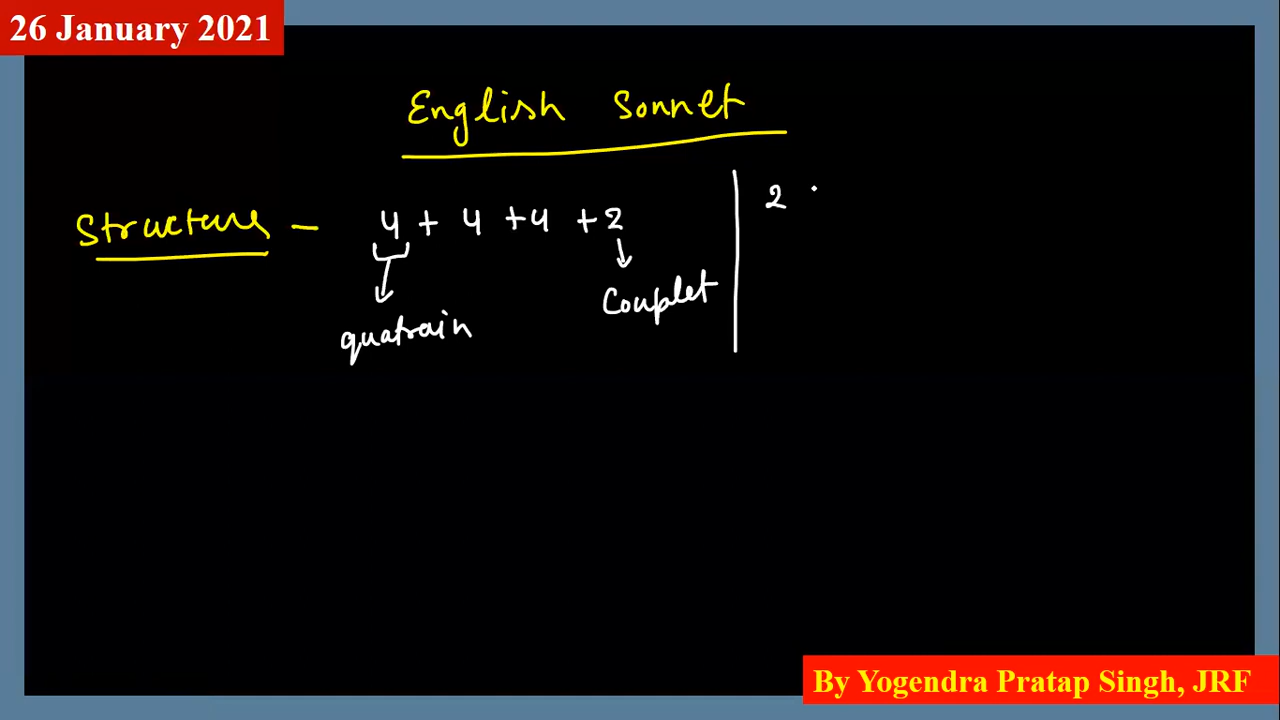 26 January 2021
English Sonnet
Structure - 4 + 4 + 4 + 2
quatrain
Couplet
2
By Yogendra Pratap Singh, JRF